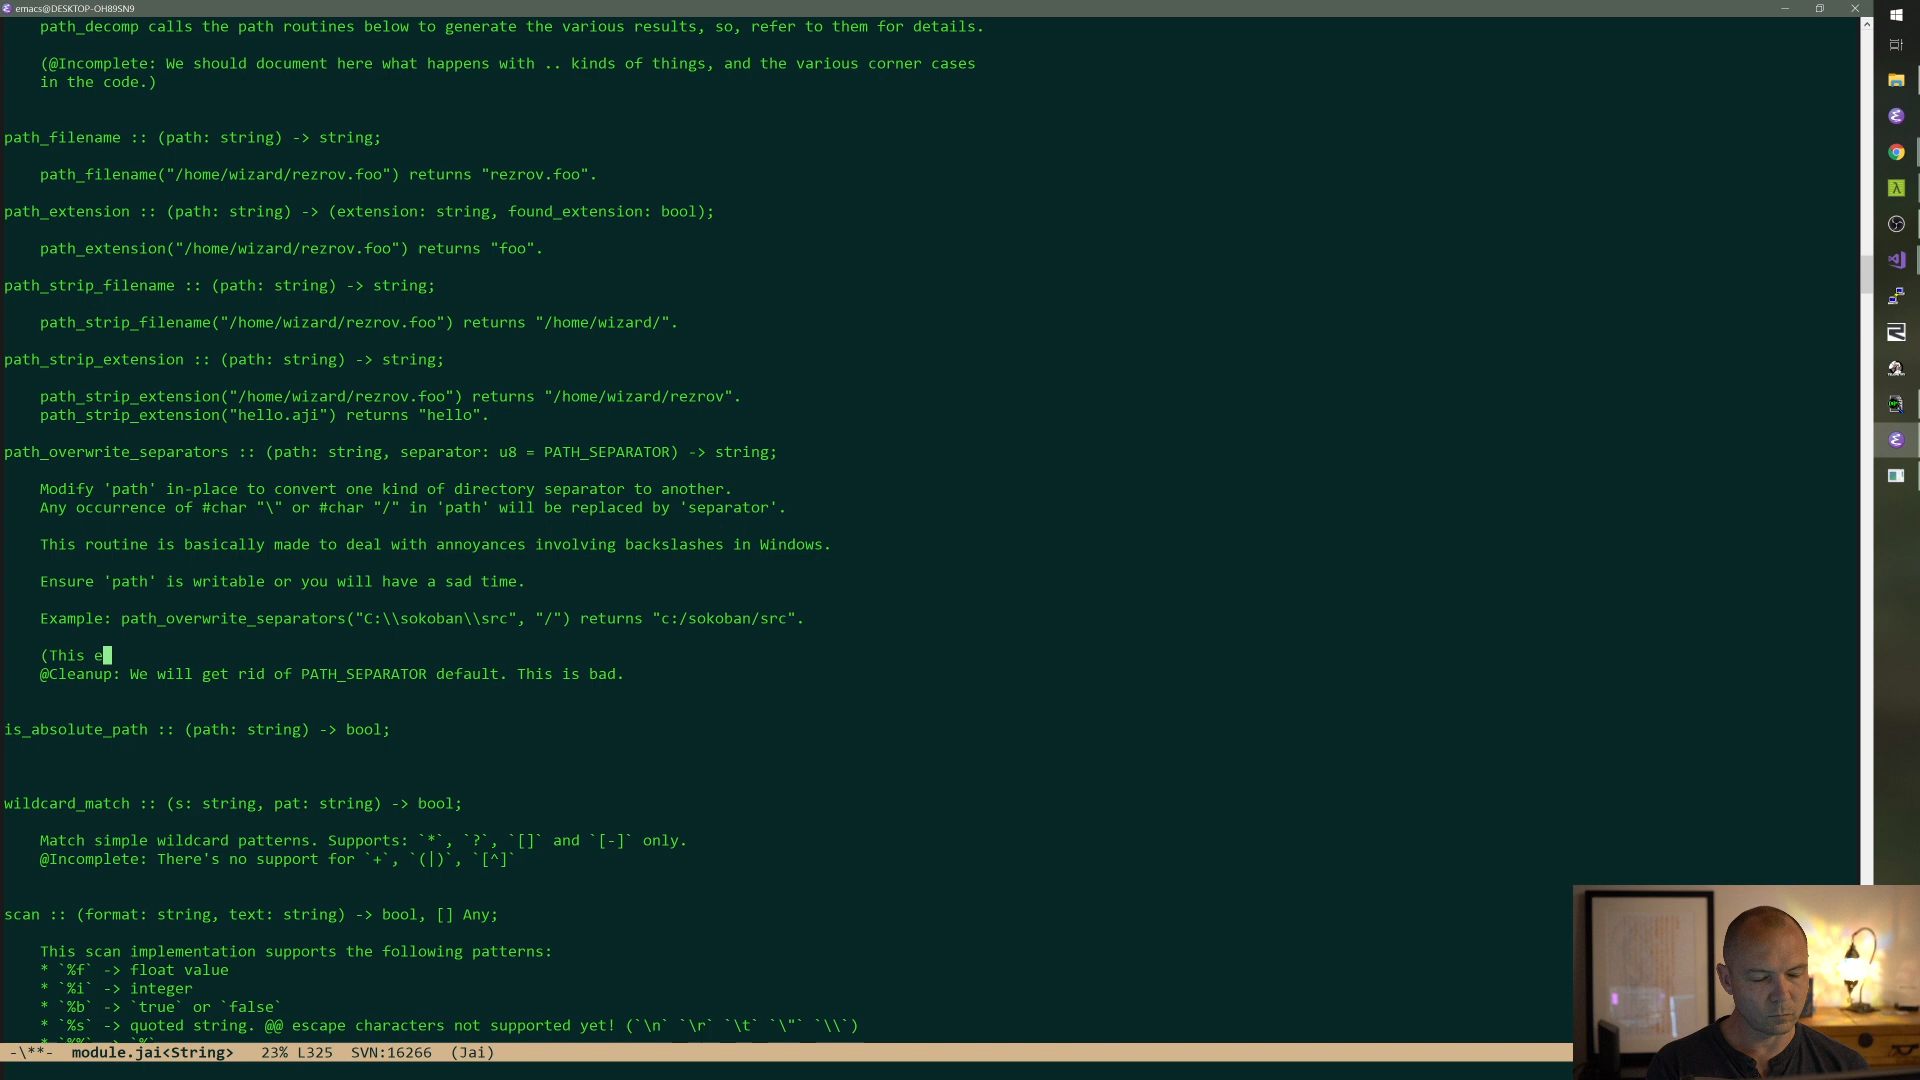 emacs@DESKTOP-OH89SN9
path_decomp calls the path routines below to generate the various results, so, refer to them for details.
(@Incomplete: We should document here what happens with .. kinds of things, and the various corner cases
in the code.)
path_filename :: (path: string) -> string;
path_filename("/home/wizard/rezrov.foo") returns "rezrov.foo".
path_extension :: (path: string) -> (extension: string, found_extension: bool);
path_extension("/home/wizard/rezrov.foo") returns "foo".
path_strip_filename :: (path: string) -> string;
path_strip_filename("/home/wizard/rezrov.foo") returns "/home/wizard/".
path_strip_extension :: (path: string) -> string;
path_strip_extension("/home/wizard/rezrov.foo") returns "/home/wizard/rezrov".
path_strip_extension("hello.aji") returns "hello".
path_overwrite_separators :: (path: string, separator: u8 = PATH_SEPARATOR) -> string;
Modify 'path' in-place to convert one kind of directory separator to another.
Any occurrence of #char "\" or #char "/" in 'path' will be replaced by 'separator'.
This routine is basically made to deal with annoyances involving backslashes in Windows.
Ensure 'path' is writable or you will have a sad time.
Example: path_overwrite_separators("C:\\sokoban\\src", "/") returns "c:/sokoban/src".
(This e
@Cleanup: We will get rid of PATH_SEPARATOR default. This is bad.
is_absolute_path :: (path: string) -> bool;
wildcard_match :: (s: string, pat: string) -> bool;
Match simple wildcard patterns. Supports: `*`, `?`, `[]` and `[-]` only.
@Incomplete: There's no support for `+`, `(|)`, `[^]`
scan :: (format: string, text: string) -> bool, [] Any;
This scan implementation supports the following patterns:
* `%f` -> float value
* `%i` -> integer
* `%b` -> `true` or `false`
* `%s` -> quoted string. @@ escape characters not supported yet! (`\n` `\r` `\t` `\"` `\\`)
* `%%` -> `%`
-\**-  module.jai<String>   23% L325  SVN:16266  (Jai)